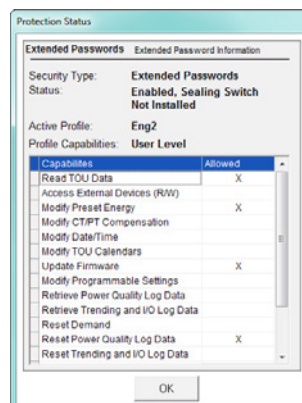 Protection Status
Extended Passwords Extended Password Information
Security Type: Extended Passwords
Status: Enabled, Sealing Switch
Not Installed
Active Profile: Eng2
Profile Capabilities: User Level
Capabilites Allowed
Read TOU Data X
Access External Devices (R/W)
Modify Preset Energy X
Modify CT/PT Compensation
Modify Date/Time
Modify TOU Calendars
Update Firmware X
Modify Programmable Settings
Retrieve Power Quality Log Data
Retrieve Trending and I/O Log Data
Reset Demand
Reset Power Quality Log Data X
Reset Trending and I/O Log Data
OK